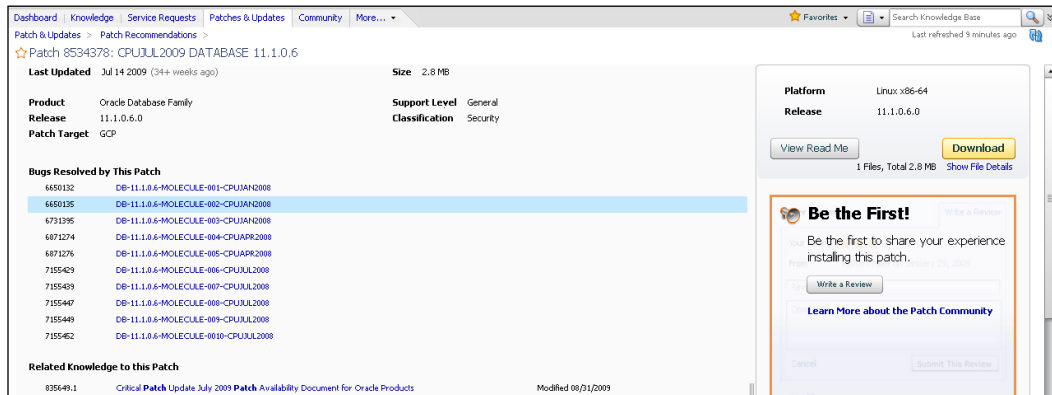 Dashboard Knowledge Service Requests Patches & Updates Community More...
Favorites Search Knowledge Base
Patch & Updates > Patch Recommendations >
Last refreshed 9 minutes ago
Patch 8534378: CPUJUL2009 DATABASE 11.1.0.6
Last Updated Jul 14 2009 (34+ weeks ago) Size 2.8 MB
Product Oracle Database Family Support Level General
Release 11.1.0.6.0 Classification Security
Patch Target GCP
Bugs Resolved by This Patch
6650132 DB-11.1.0.6-MOLECULE-001-CPUJAN2008
6650135 DB-11.1.0.6-MOLECULE-002-CPUJAN2008
6731395 DB-11.1.0.6-MOLECULE-003-CPUJAN2008
6871274 DB-11.1.0.6-MOLECULE-004-CPUAPR2008
6871276 DB-11.1.0.6-MOLECULE-005-CPUAPR2008
7155429 DB-11.1.0.6-MOLECULE-006-CPUJUL2008
7155439 DB-11.1.0.6-MOLECULE-007-CPUJUL2008
7155447 DB-11.1.0.6-MOLECULE-008-CPUJUL2008
7155449 DB-11.1.0.6-MOLECULE-009-CPUJUL2008
7155452 DB-11.1.0.6-MOLECULE-0010-CPUJUL2008
Related Knowledge to this Patch
835649.1 Critical Patch Update July 2009 Patch Availability Document for Oracle Products Modified 08/31/2009
Platform Linux x86-64
Release 11.1.0.6.0
View Read Me Download
1 Files, Total 2.8 MB Show File Details
Be the First!
Write a Review
Be the first to share your experience
installing this patch.
Write a Review
Learn More about the Patch Community
Cancel Submit This Review